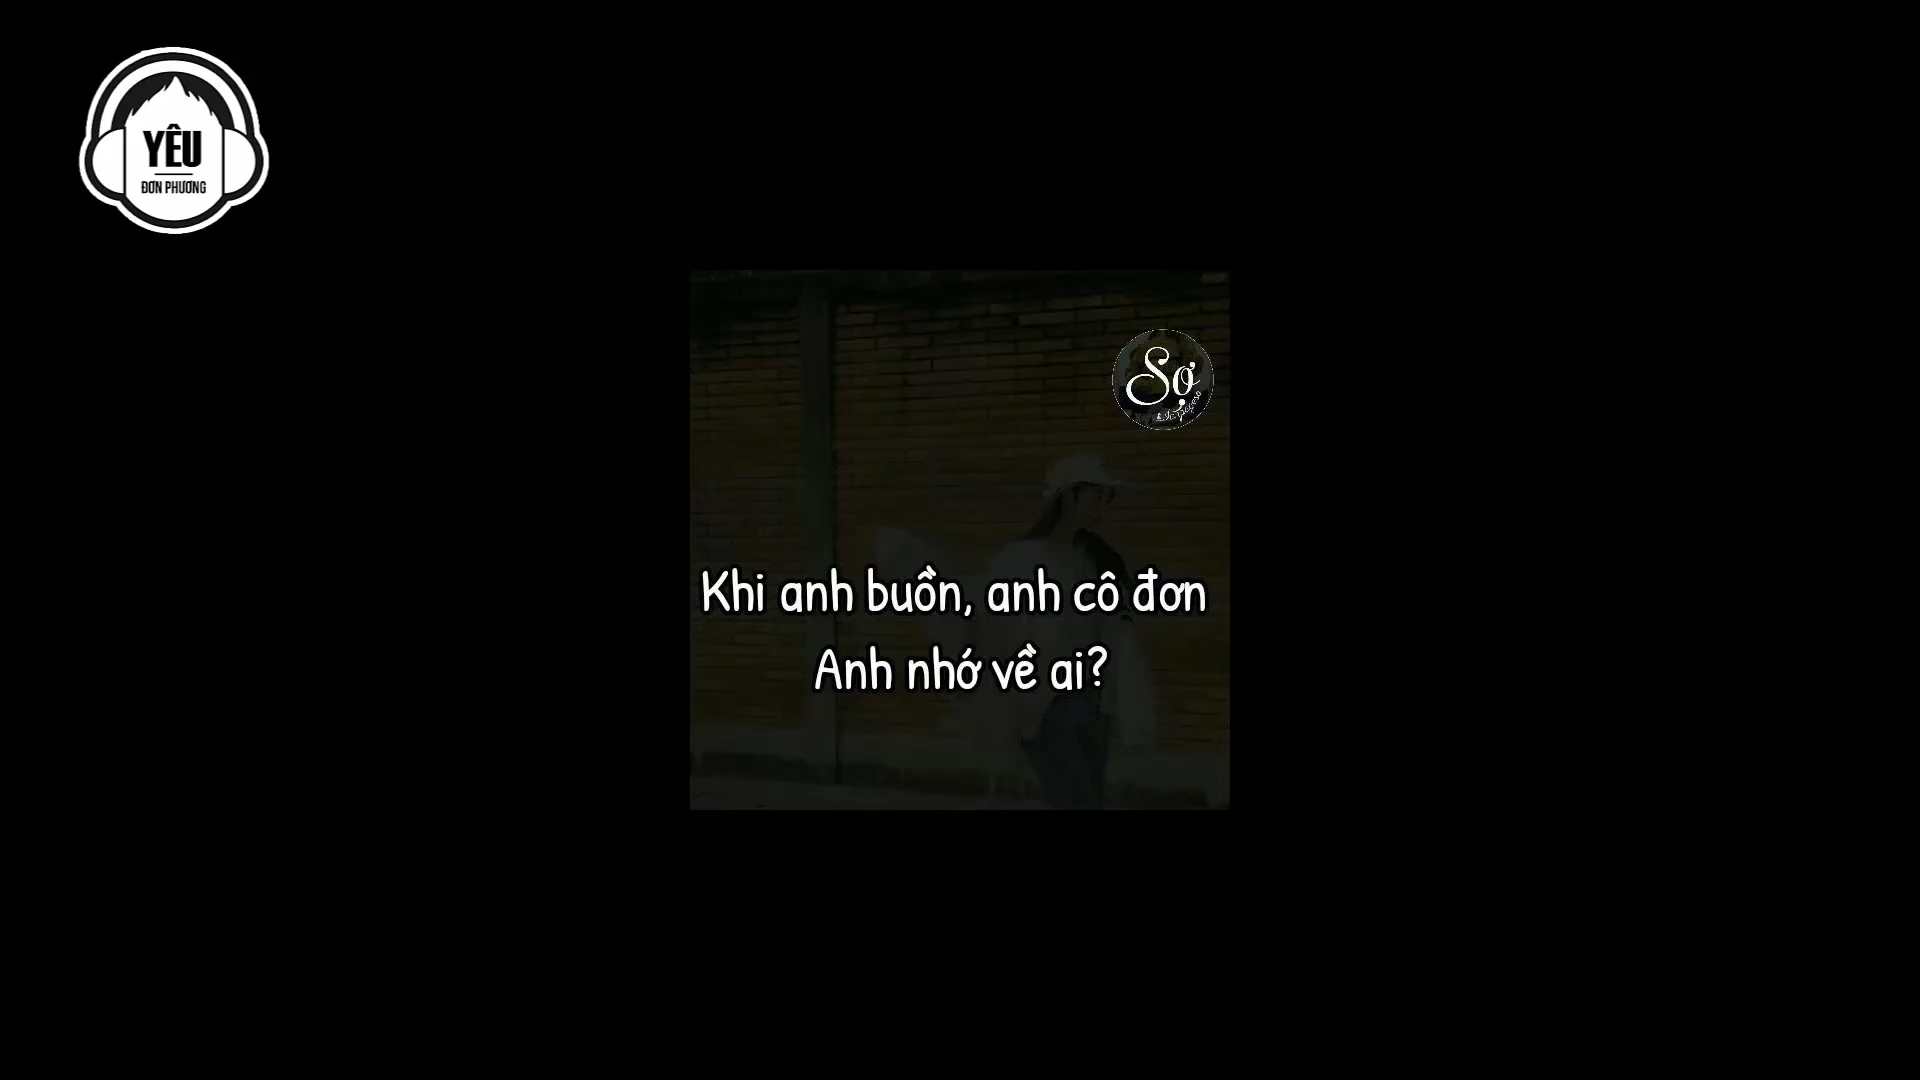 YÊU
ĐƠN PHƯƠNG
Sợ
Khi anh buồn, anh cô đơn
Anh nhớ về ai?